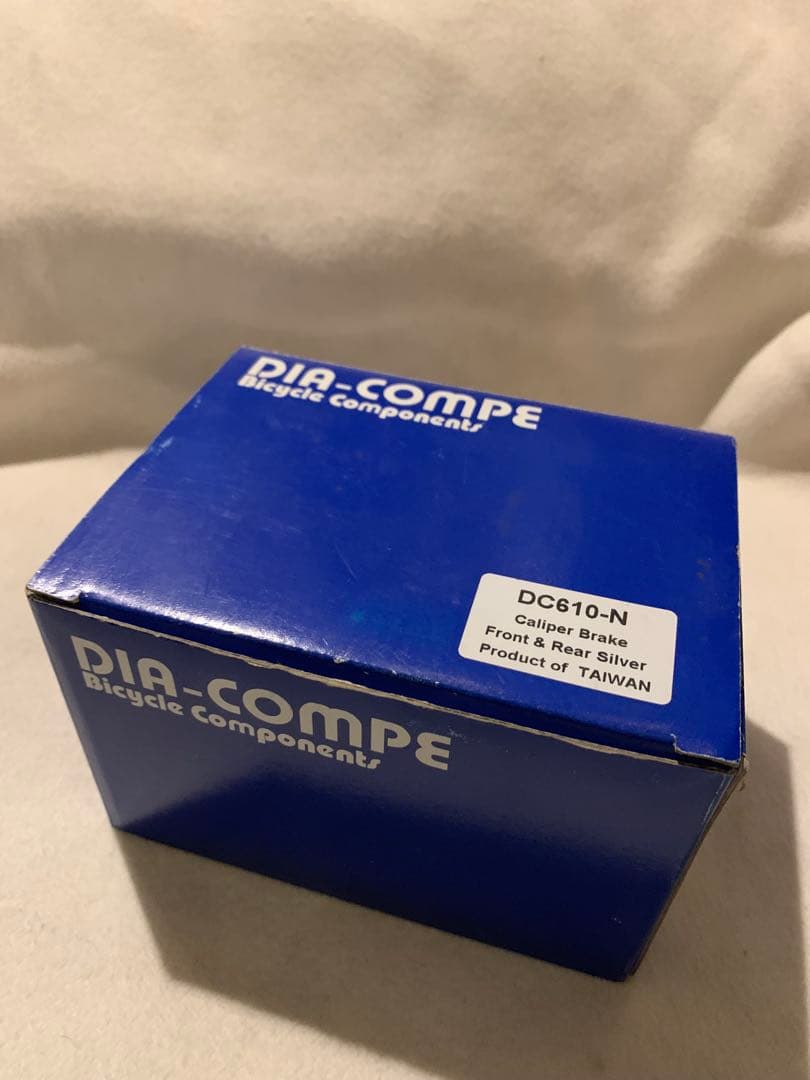 DIA-COMPE
Bicycle Components
DC610-N
Caliper Brake
Front & Rear Silver
Product of TAIWAN
DIA-COMPE
Bicycle Components